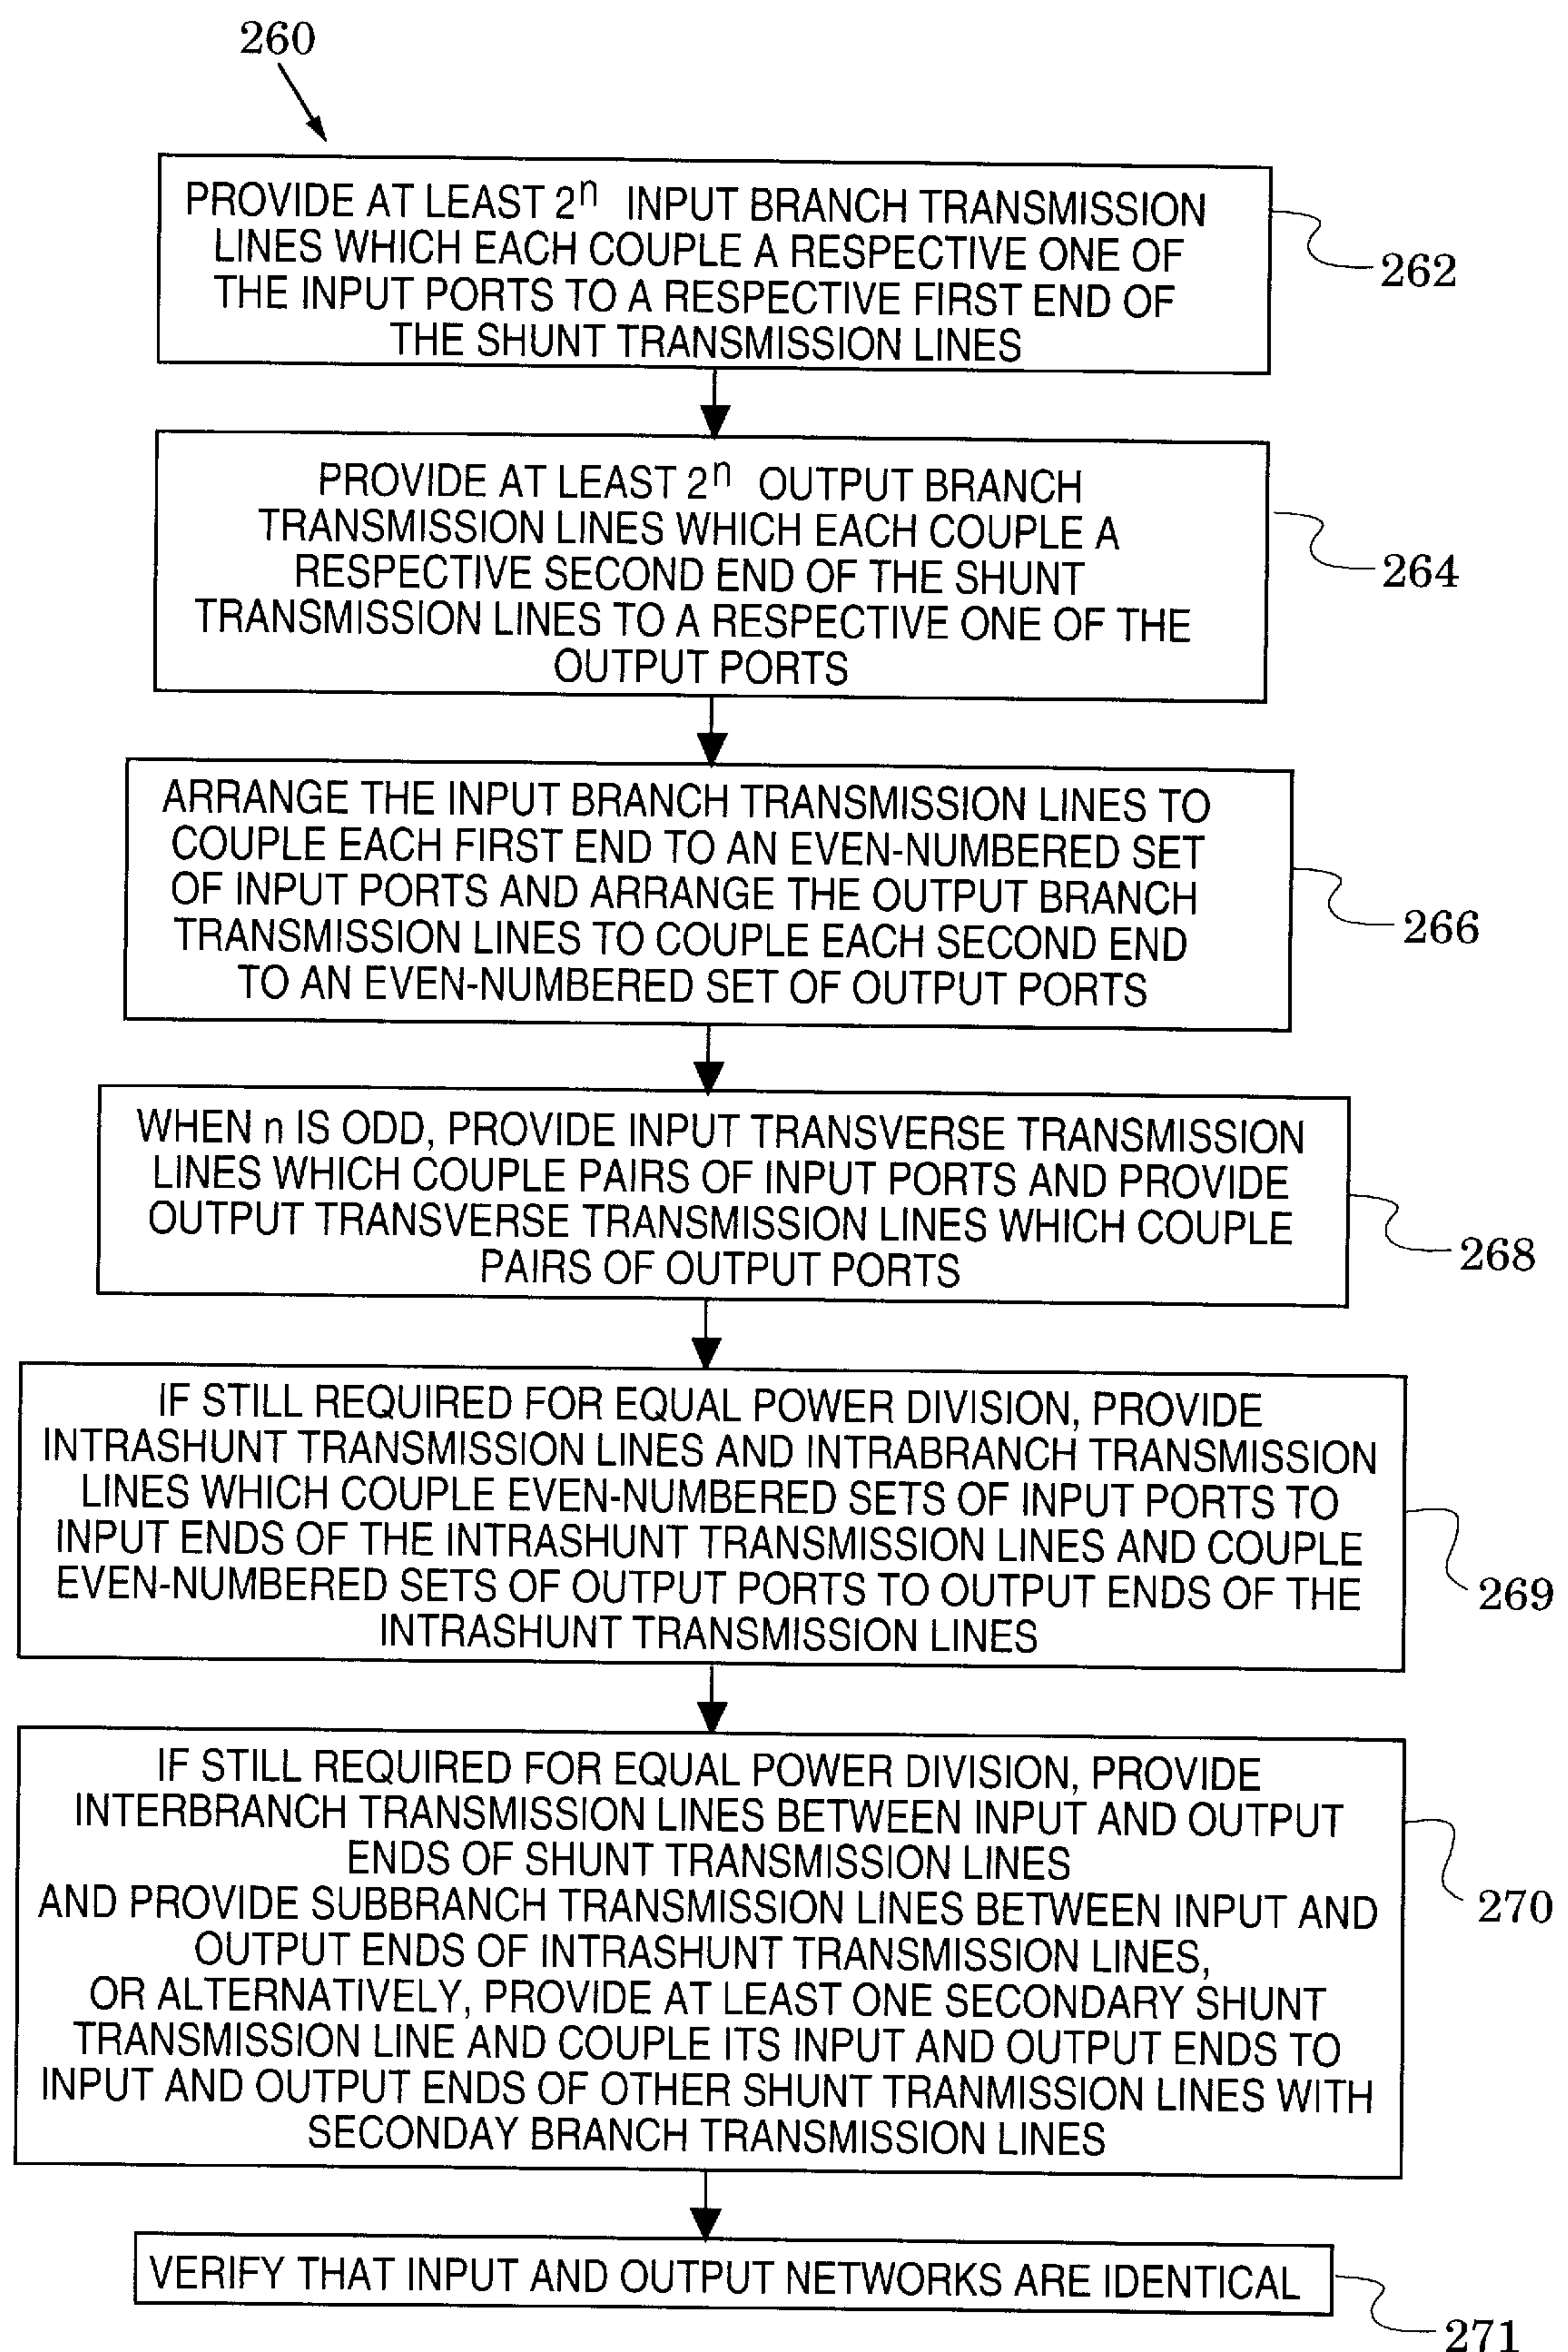 260
PROVIDE AT LEAST 2ⁿ INPUT BRANCH TRANSMISSION
LINES WHICH EACH COUPLE A RESPECTIVE ONE OF
THE INPUT PORTS TO A RESPECTIVE FIRST END OF
THE SHUNT TRANSMISSION LINES
262
PROVIDE AT LEAST 2ⁿ OUTPUT BRANCH
TRANSMISSION LINES WHICH EACH COUPLE A
RESPECTIVE SECOND END OF THE SHUNT
TRANSMISSION LINES TO A RESPECTIVE ONE OF THE
OUTPUT PORTS
264
ARRANGE THE INPUT BRANCH TRANSMISSION LINES TO
COUPLE EACH FIRST END TO AN EVEN-NUMBERED SET
OF INPUT PORTS AND ARRANGE THE OUTPUT BRANCH
TRANSMISSION LINES TO COUPLE EACH SECOND END
TO AN EVEN-NUMBERED SET OF OUTPUT PORTS
266
WHEN n IS ODD, PROVIDE INPUT TRANSVERSE TRANSMISSION
LINES WHICH COUPLE PAIRS OF INPUT PORTS AND PROVIDE
OUTPUT TRANSVERSE TRANSMISSION LINES WHICH COUPLE
PAIRS OF OUTPUT PORTS
268
IF STILL REQUIRED FOR EQUAL POWER DIVISION, PROVIDE
INTRASHUNT TRANSMISSION LINES AND INTRABRANCH TRANSMISSION
LINES WHICH COUPLE EVEN-NUMBERED SETS OF INPUT PORTS TO
INPUT ENDS OF THE INTRASHUNT TRANSMISSION LINES AND COUPLE
EVEN-NUMBERED SETS OF OUTPUT PORTS TO OUTPUT ENDS OF THE
INTRASHUNT TRANSMISSION LINES
269
IF STILL REQUIRED FOR EQUAL POWER DIVISION, PROVIDE
INTERBRANCH TRANSMISSION LINES BETWEEN INPUT AND OUTPUT
ENDS OF SHUNT TRANSMISSION LINES
AND PROVIDE SUBBRANCH TRANSMISSION LINES BETWEEN INPUT AND
OUTPUT ENDS OF INTRASHUNT TRANSMISSION LINES,
OR ALTERNATIVELY, PROVIDE AT LEAST ONE SECONDARY SHUNT
TRANSMISSION LINE AND COUPLE ITS INPUT AND OUTPUT ENDS TO
INPUT AND OUTPUT ENDS OF OTHER SHUNT TRANMISSION LINES WITH
SECONDAY BRANCH TRANSMISSION LINES
270
VERIFY THAT INPUT AND OUTPUT NETWORKS ARE IDENTICAL
271